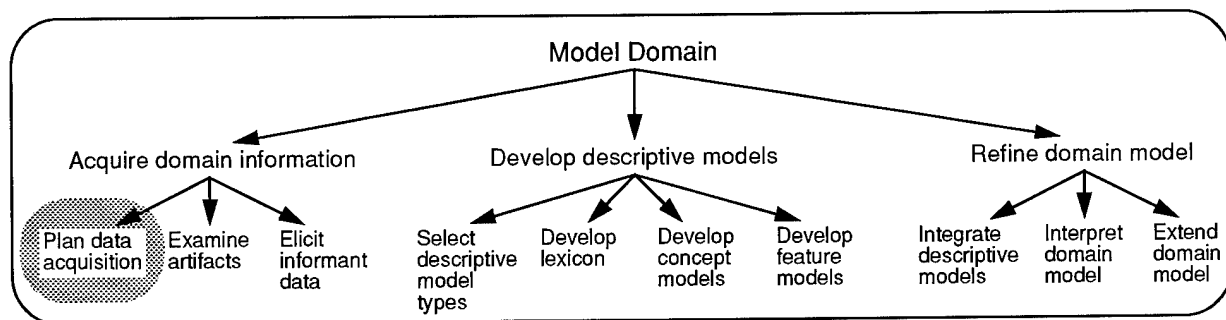 Model Domain
Acquire domain information
Develop descriptive models
Refine domain model
Plan data
acquisition
Examine
artifacts
Elicit
informant
data
Select
descriptive
model
types
Develop
lexicon
Develop
concept
models
Develop
feature
models
Integrate
descriptive
models
Interpret
domain
model
Extend
domain
model